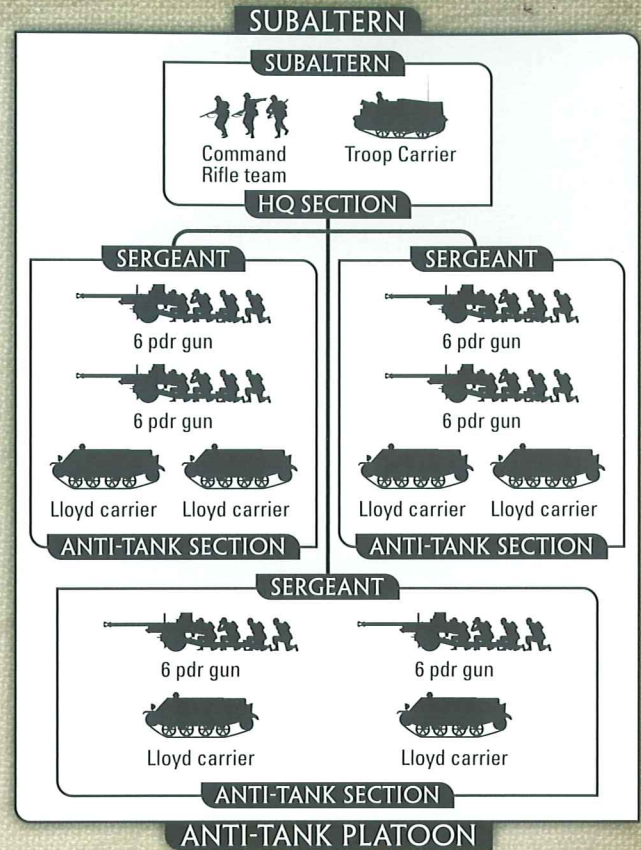 SUBALTERN
SUBALTERN
Command
Rifle team
Troop Carrier
HQ SECTION
SERGEANT
6 pdr gun
6 pdr gun
Lloyd carrier Lloyd carrier
ANTI-TANK SECTION
SERGEANT
6 pdr gun
6 pdr gun
Lloyd carrier Lloyd carrier
ANTI-TANK SECTION
SERGEANT
6 pdr gun 6 pdr gun
Lloyd carrier Lloyd carrier
ANTI-TANK SECTION
ANTI-TANK PLATOON